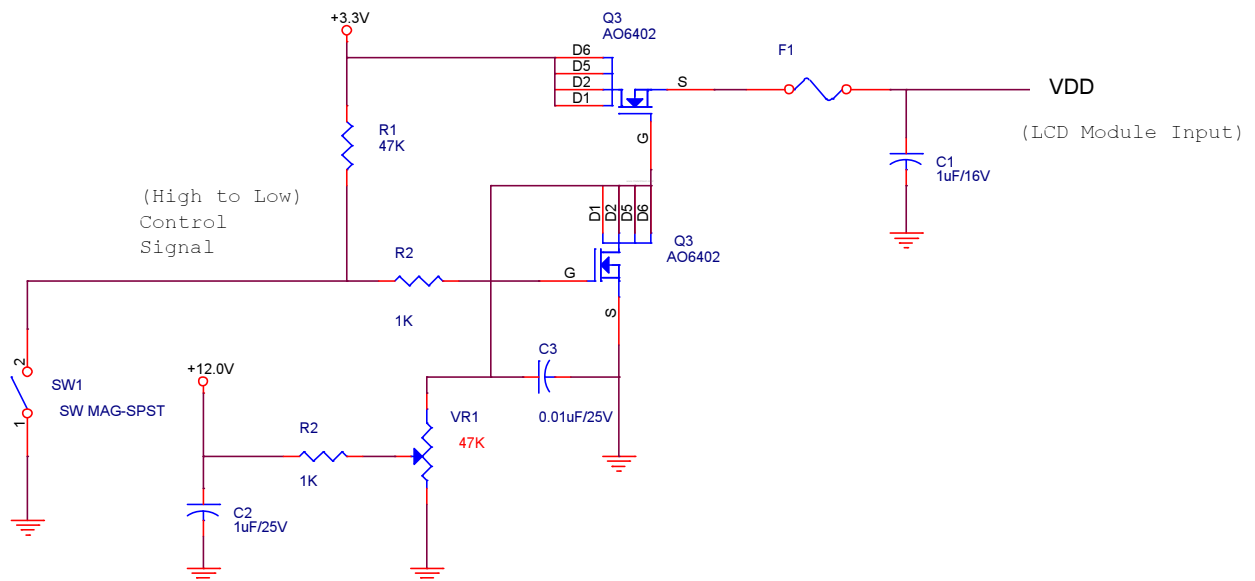 +3.3V
Q3
AO6402
D6
D5
D2
D1
S
G
F1
VDD
(LCD Module Input)
C1
1uF/16V
R1
47K
(High to Low)
Control
Signal
D1
D2
D5
D6
Q3
AO6402
R2
1K
G
S
C3
0.01uF/25V
2
SW1
SW MAG-SPST
1
+12.0V
R2
1K
VR1
47K
C2
1uF/25V